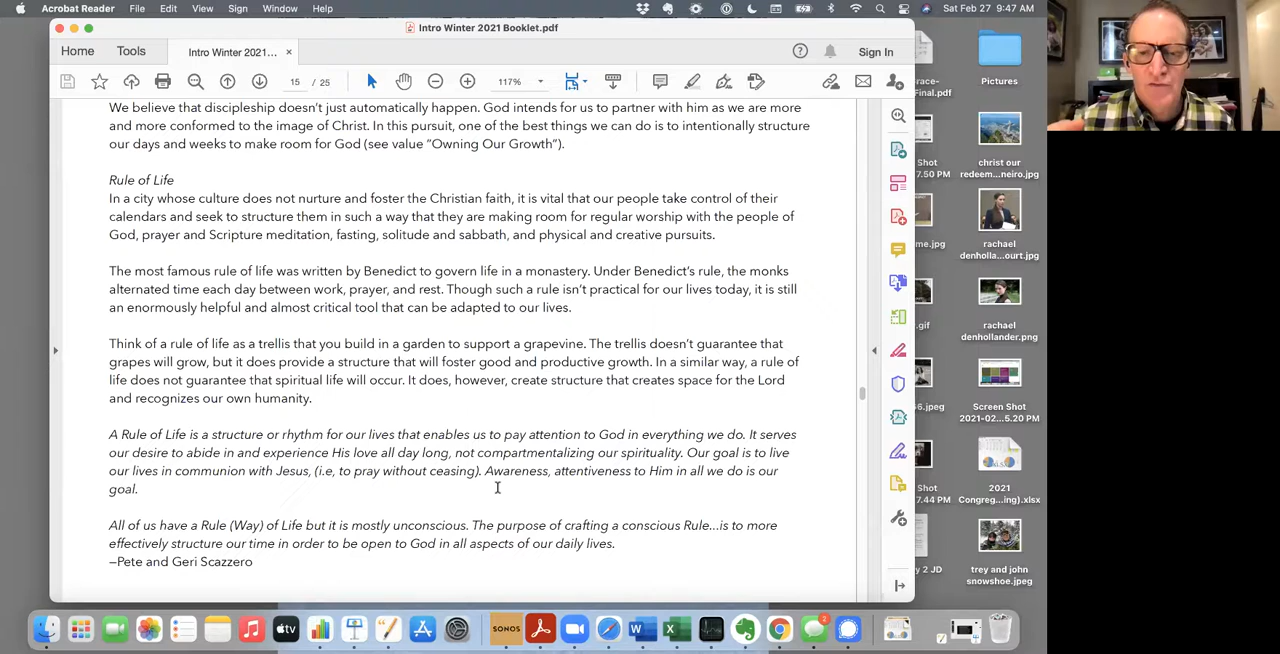 Acrobat Reader File Edit View Sign Window Help Sat Feb 27 9:47 AM
Intro Winter 2021 Booklet.pdf
Home Tools Intro Winter 2021... × Sign In
15 / 25 117%
We believe that discipleship doesn't just automatically happen. God intends for us to partner with him as we are more
and more conformed to the image of Christ. In this pursuit, one of the best things we can do is to intentionally structure
our days and weeks to make room for God (see value "Owning Our Growth").
Rule of Life
In a city whose culture does not nurture and foster the Christian faith, it is vital that our people take control of their
calendars and seek to structure them in such a way that they are making room for regular worship with the people of
God, prayer and Scripture meditation, fasting, solitude and sabbath, and physical and creative pursuits.
The most famous rule of life was written by Benedict to govern life in a monastery. Under Benedict's rule, the monks
alternated time each day between work, prayer, and rest. Though such a rule isn't practical for our lives today, it is still
an enormously helpful and almost critical tool that can be adapted to our lives.
Think of a rule of life as a trellis that you build in a garden to support a grapevine. The trellis doesn't guarantee that
grapes will grow, but it does provide a structure that will foster good and productive growth. In a similar way, a rule of
life does not guarantee that spiritual life will occur. It does, however, create structure that creates space for the Lord
and recognizes our own humanity.
A Rule of Life is a structure or rhythm for our lives that enables us to pay attention to God in everything we do. It serves
our desire to abide in and experience His love all day long, not compartmentalizing our spirituality. Our goal is to live
our lives in communion with Jesus, (i.e, to pray without ceasing). Awareness, attentiveness to Him in all we do is our
goal.
All of us have a Rule (Way) of Life but it is mostly unconscious. The purpose of crafting a conscious Rule...is to more
effectively structure our time in order to be open to God in all aspects of our daily lives.
—Pete and Geri Scazzero
race-
Final.pdf
Pictures
Shot
7.50 PM
christ our
redeem...neiro.jpg
me.jpg
rachael
denholla...ourt.jpg
.gif
rachael
denhollander.png
66.jpeg
Screen Shot
2021-02...5.20 PM
Shot
7.44 PM
2021
Congreg...ing).xlsx
y 2 JD
trey and john
snowshoe.jpeg
tv
SONOS
2